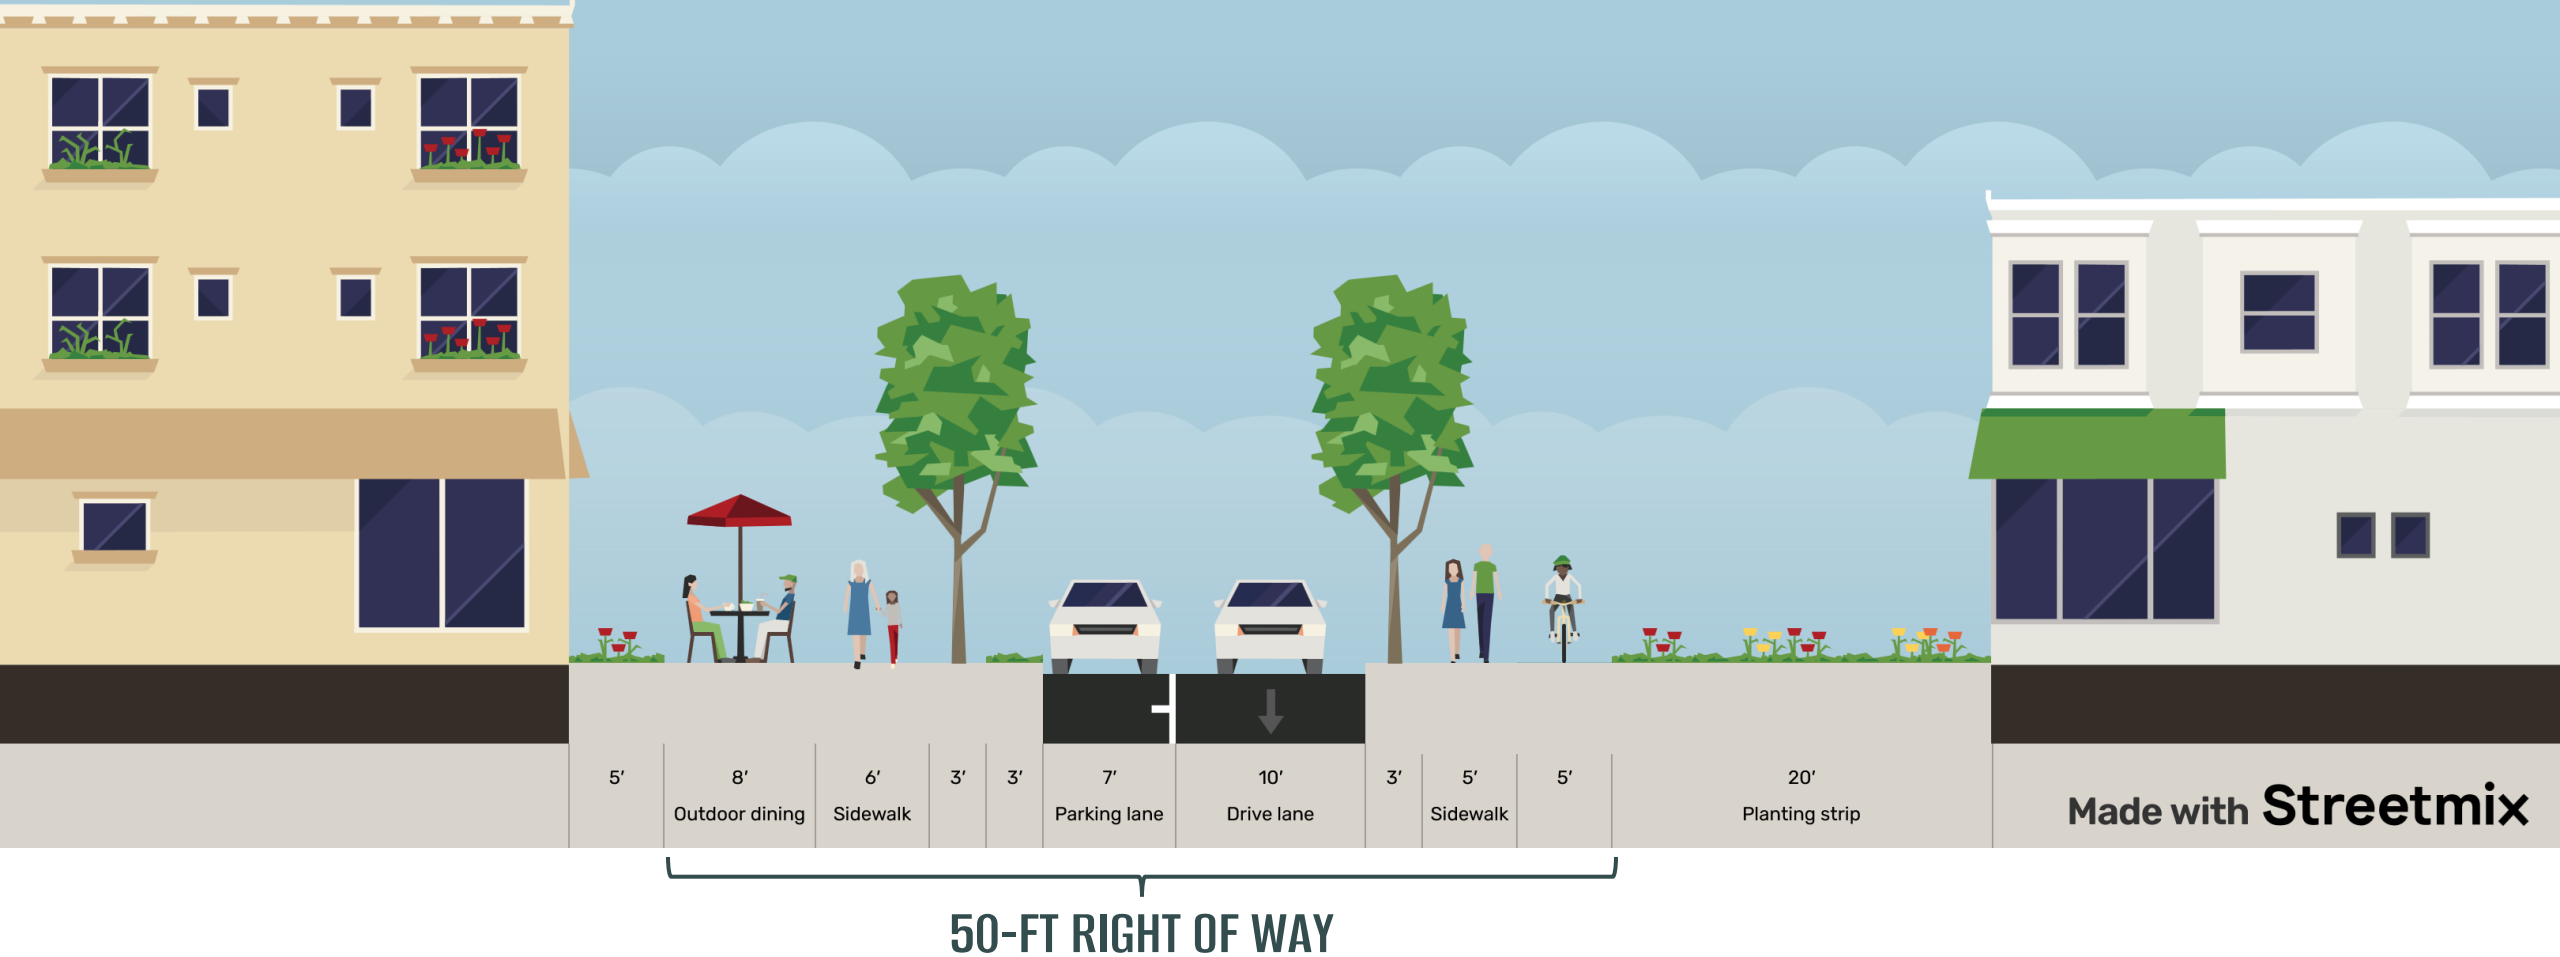 5’ 8’ 6’ 3’ 3’ 7’ 10’ 3’ 5’ 5’ 20’
Outdoor dining Sidewalk Parking lane Drive lane Sidewalk Planting strip
Made with Streetmix
50-FT RIGHT OF WAY